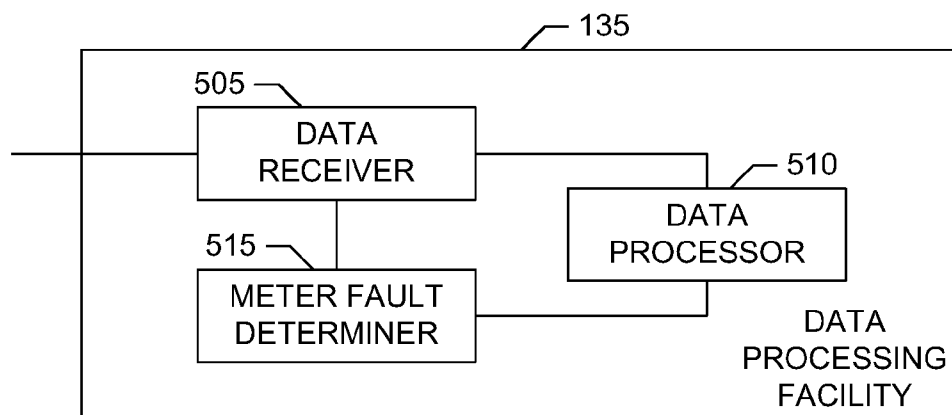 135
505
DATA
RECEIVER
510
DATA
PROCESSOR
515
METER FAULT
DETERMINER
DATA
PROCESSING
FACILITY